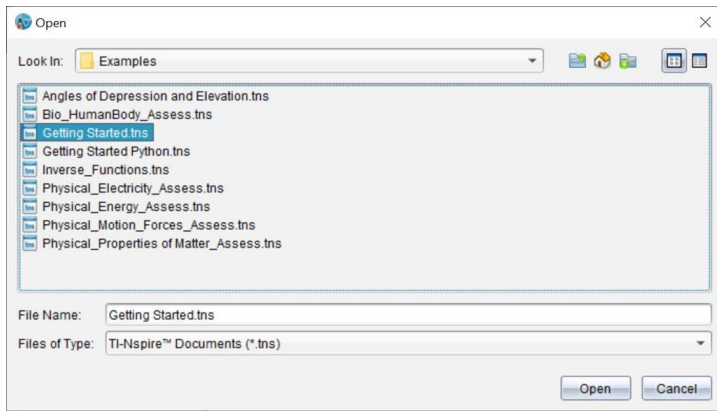 Open
Look In: Examples
Angles of Depression and Elevation.tns
Bio_HumanBody_Assess.tns
Getting Started.tns
Getting Started Python.tns
Inverse_Functions.tns
Physical_Electricity_Assess.tns
Physical_Energy_Assess.tns
Physical_Motion_Forces_Assess.tns
Physical_Properties of Matter_Assess.tns
File Name: Getting Started.tns
Files of Type: TI-Nspire™ Documents (*.tns)
Open Cancel